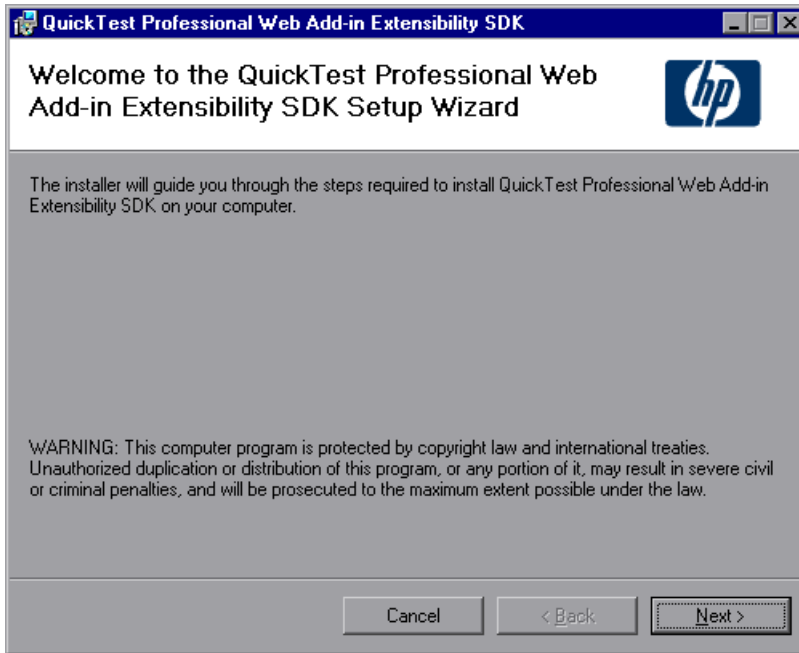 QuickTest Professional Web Add-in Extensibility SDK
Welcome to the QuickTest Professional Web
Add-in Extensibility SDK Setup Wizard
hp
The installer will guide you through the steps required to install QuickTest Professional Web Add-in
Extensibility SDK on your computer.
WARNING: This computer program is protected by copyright law and international treaties.
Unauthorized duplication or distribution of this program, or any portion of it, may result in severe civil
or criminal penalties, and will be prosecuted to the maximum extent possible under the law.
Cancel
< Back
Next >